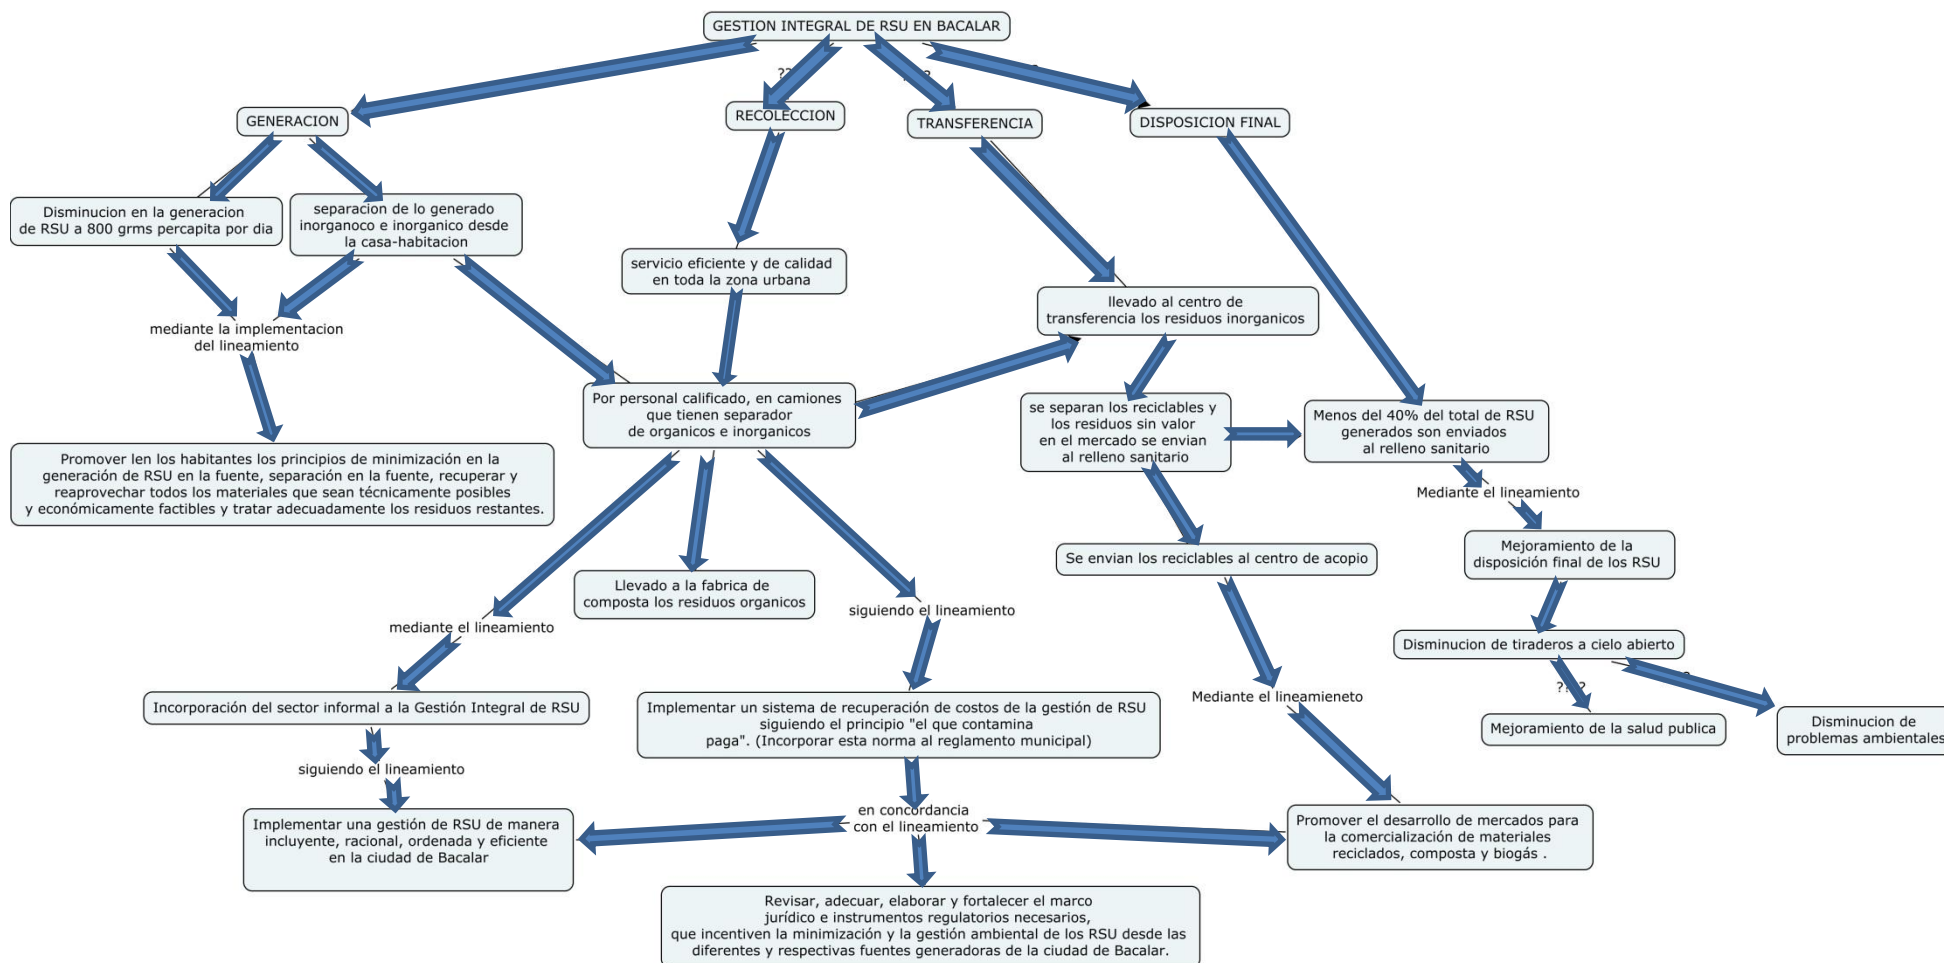 GESTION INTEGRAL DE RSU EN BACALAR
GENERACION
RECOLECCION
TRANSFERENCIA
DISPOSICION FINAL
Disminucion en la generacion
de RSU a 800 grms percapita por dia
separacion de lo generado
inorganoco e inorganico desde
la casa-habitacion
servicio eficiente y de calidad
en toda la zona urbana
llevado al centro de
transferencia los residuos inorganicos
mediante la implementacion
del lineamiento
Por personal calificado, en camiones
que tienen separador
de organicos e inorganicos
se separan los reciclables y
los residuos sin valor
en el mercado se envian
al relleno sanitario
Menos del 40% del total de RSU
generados son enviados
al relleno sanitario
Promover len los habitantes los principios de minimización en la
generación de RSU en la fuente, separación en la fuente, recuperar y
reaprovechar todos los materiales que sean técnicamente posibles
y económicamente factibles y tratar adecuadamente los residuos restantes.
Mediante el lineamiento
Mejoramiento de la
disposición final de los RSU
Se envian los reciclables al centro de acopio
Llevado a la fabrica de
composta los residuos organicos
siguiendo el lineamiento
mediante el lineamiento
Disminucion de tiraderos a cielo abierto
Mediante el lineamieneto
Incorporación del sector informal a la Gestión Integral de RSU
Implementar un sistema de recuperación de costos de la gestión de RSU
siguiendo el principio "el que contamina
paga". (Incorporar esta norma al reglamento municipal)
Mejoramiento de la salud publica
Disminucion de
problemas ambientales
siguiendo el lineamiento
en concordancia
con el lineamiento
Implementar una gestión de RSU de manera
incluyente, racional, ordenada y eficiente
en la ciudad de Bacalar
Promover el desarrollo de mercados para
la comercialización de materiales
reciclados, composta y biogás .
Revisar, adecuar, elaborar y fortalecer el marco
jurídico e instrumentos regulatorios necesarios,
que incentiven la minimización y la gestión ambiental de los RSU desde las
diferentes y respectivas fuentes generadoras de la ciudad de Bacalar.